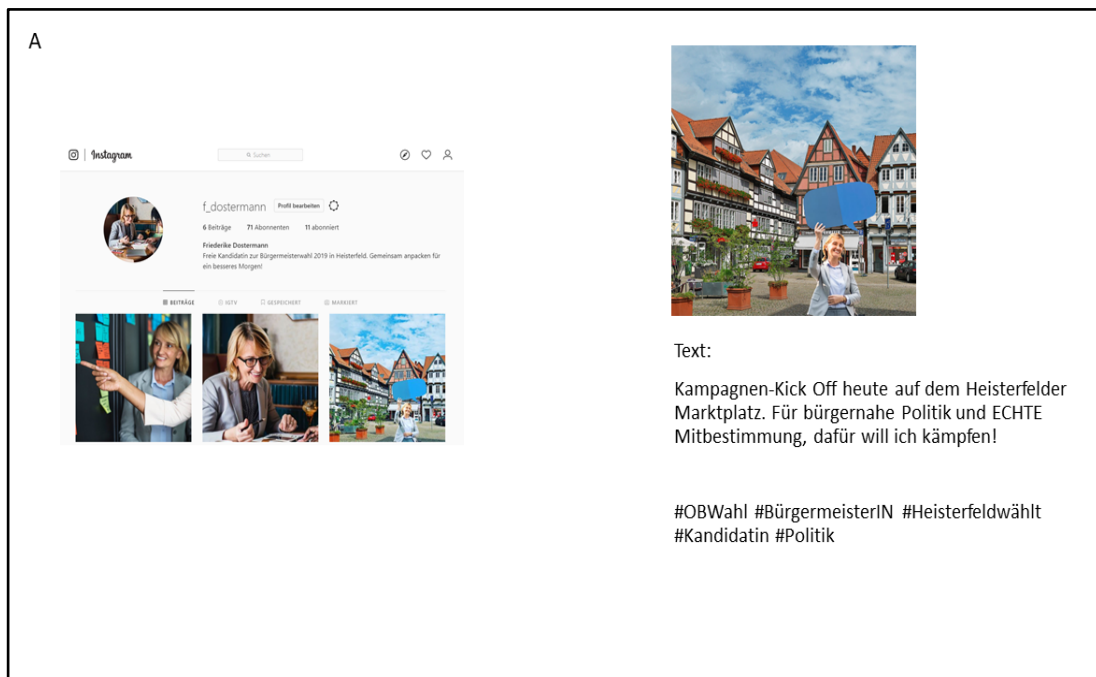 A
Instagram
Suchen
f_dostermann Profil bearbeiten
6 Beiträge 71 Abonnenten 11 abonniert
Friederike Dostermann
Freie Kandidatin zur Bürgermeisterwahl 2019 in Heisterfeld. Gemeinsam anpacken für
ein besseres Morgen!
BEITRÄGE IGTV GESPEICHERT MARKIERT
Text:
Kampagnen-Kick Off heute auf dem Heisterfelder
Marktplatz. Für bürgernahe Politik und ECHTE
Mitbestimmung, dafür will ich kämpfen!
#OBWahl #BürgermeisterIN #Heisterfeldwählt
#Kandidatin #Politik